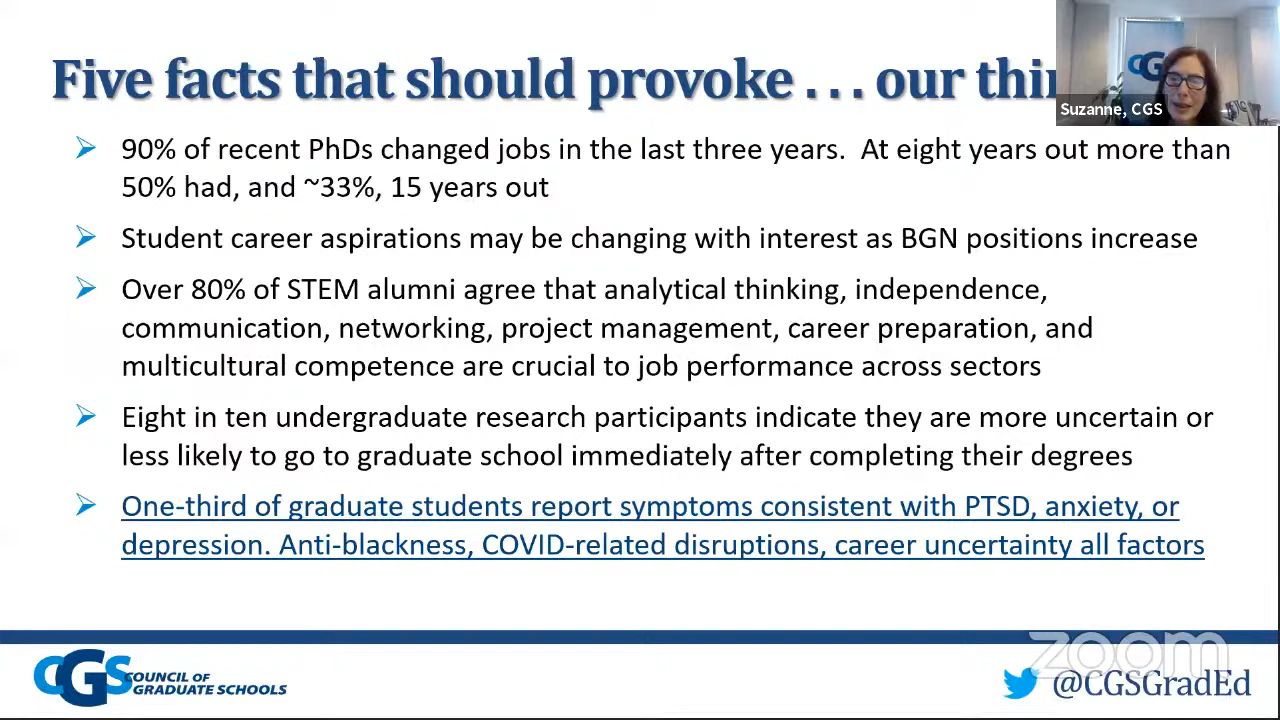 Five facts that should provoke . . . our
CGS
Suzanne, CGS
90% of recent PhDs changed jobs in the last three years.  At eight years out more than
50% had, and ~33%, 15 years out
Student career aspirations may be changing with interest as BGN positions increase
Over 80% of STEM alumni agree that analytical thinking, independence,
communication, networking, project management, career preparation, and
multicultural competence are crucial to job performance across sectors
Eight in ten undergraduate research participants indicate they are more uncertain or
less likely to go to graduate school immediately after completing their degrees
One-third of graduate students report symptoms consistent with PTSD, anxiety, or
depression. Anti-blackness, COVID-related disruptions, career uncertainty all factors
zoom
CGS COUNCIL OF
GRADUATE SCHOOLS
@CGSGradEd